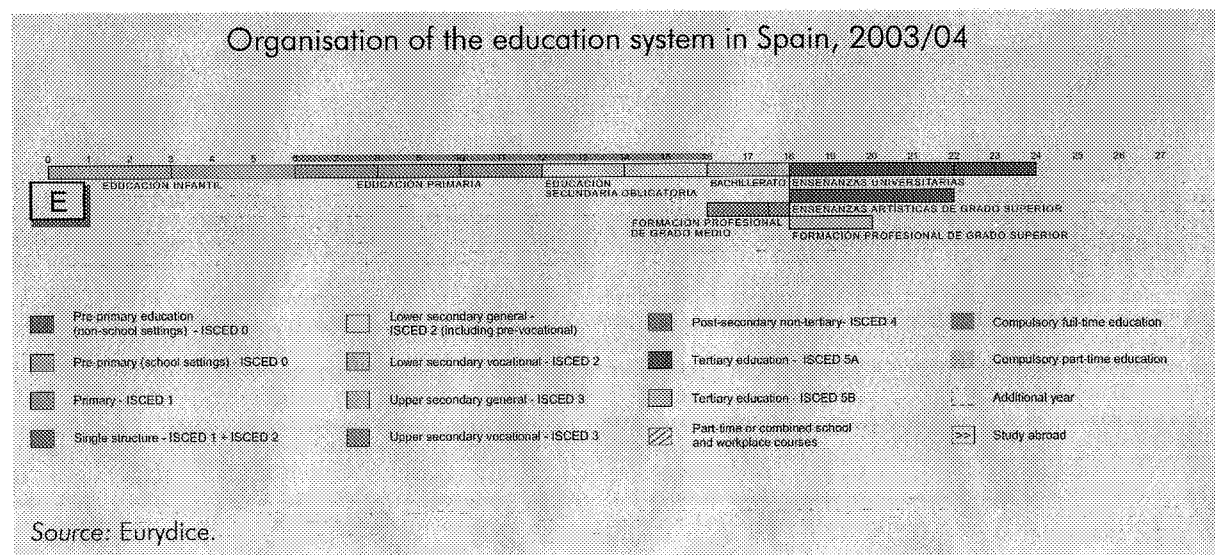 Organisation of the education system in Spain, 2003/04
0 1 2 3 4 5 6 7 8 9 10 11 12 13 14 15 16 17 18 19 20 21 22 23 24 25 26 27
EDUCACIÓN INFANTIL EDUCACIÓN PRIMARIA EDUCACIÓN SECUNDARIA OBLIGATORIA BACHILLERATO ENSEÑANZAS UNIVERSITARIAS
E
ENSEÑANZAS ARTÍSTICAS DE GRADO SUPERIOR
FORMACIÓN PROFESIONAL
DE GRADO MEDIO
FORMACIÓN PROFESIONAL DE GRADO SUPERIOR
Pre-primary education
(non-school settings) - ISCED 0
Pre-primary (school settings) - ISCED 0
Primary - ISCED 1
Single structure - ISCED 1 + ISCED 2
Lower secondary general -
ISCED 2 (including pre-vocational)
Lower secondary vocational - ISCED 2
Upper secondary general - ISCED 3
Upper secondary vocational - ISCED 3
Post-secondary non-tertiary- ISCED 4
Tertiary education - ISCED 5A
Tertiary education - ISCED 5B
Part-time or combined school
and workplace courses
Compulsory full-time education
Compulsory part-time education
Additional year
>> Study abroad
Source: Eurydice.